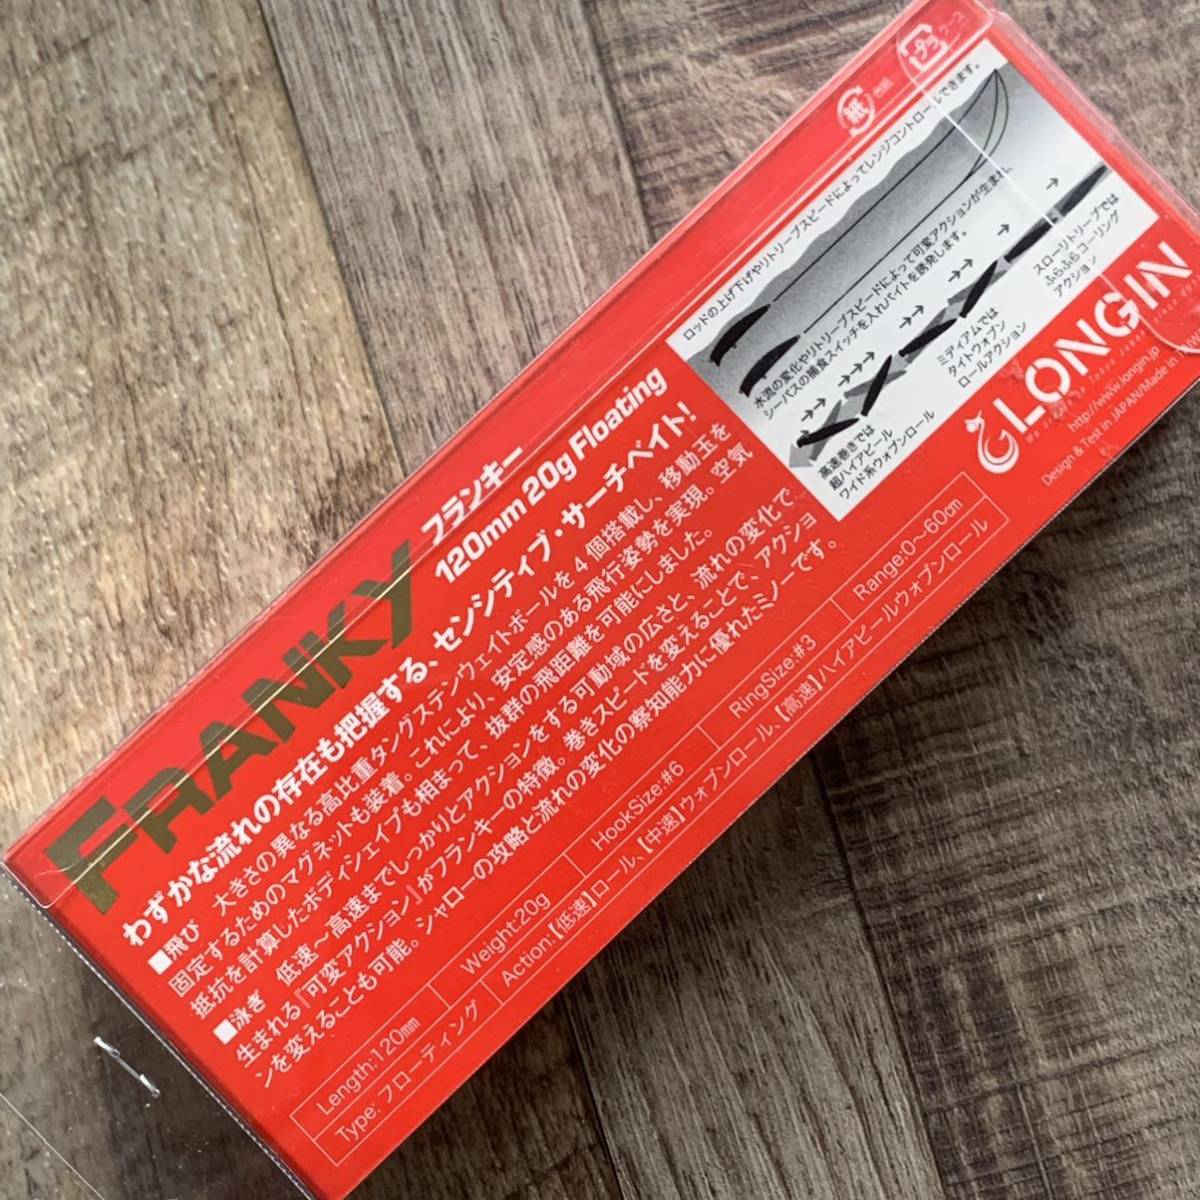 FRANKY フランキー
120mm 20g Floating
わずかな流れの存在も把握する、センシティブ・サーチベイト!
■飛び 大きさの異なる高比重タングステンウェイトボールを4個搭載し、移動玉を
固定するためのマグネットも装着。これにより、安定感のある飛行姿勢を実現。空気
抵抗を計算したボディシェイプも相まって、抜群の飛距離を可能にしました。
■泳ぎ 低速～高速までしっかりとアクションをする可動域の広さと、流れの変化で
生まれる「可変アクション」がフランキーの特徴。巻きスピードを変えることで、アクショ
ンを変えることも可能。シャローの攻略と流れの変化の察知能力に優れたミノーです。
Length:120mm Weight:20g HookSize:#6 RingSize:#3 Range:0～60cm
Type: フローティング Action:【低速】ロール、【中速】ウォブンロール、【高速】ハイアピールウォブンロール
ロッドの上げ下げやリトリーブスピードによってレンジコントロールできます。
水流の変化やリトリーブスピードによって可変アクションが生まれ、
シーバスの捕食スイッチを入れバイトを誘発します。
高速巻きでは
超ハイアピール
ワイド系ウォブンロール
ミディアムでは
タイトウォブン
ロールアクション
スローリトリーブでは
ふらふらローリング
アクション
LONGIN
http://www.longin.jp
Design & Test in JAPAN/Made in
紙 台紙
プラ ケース